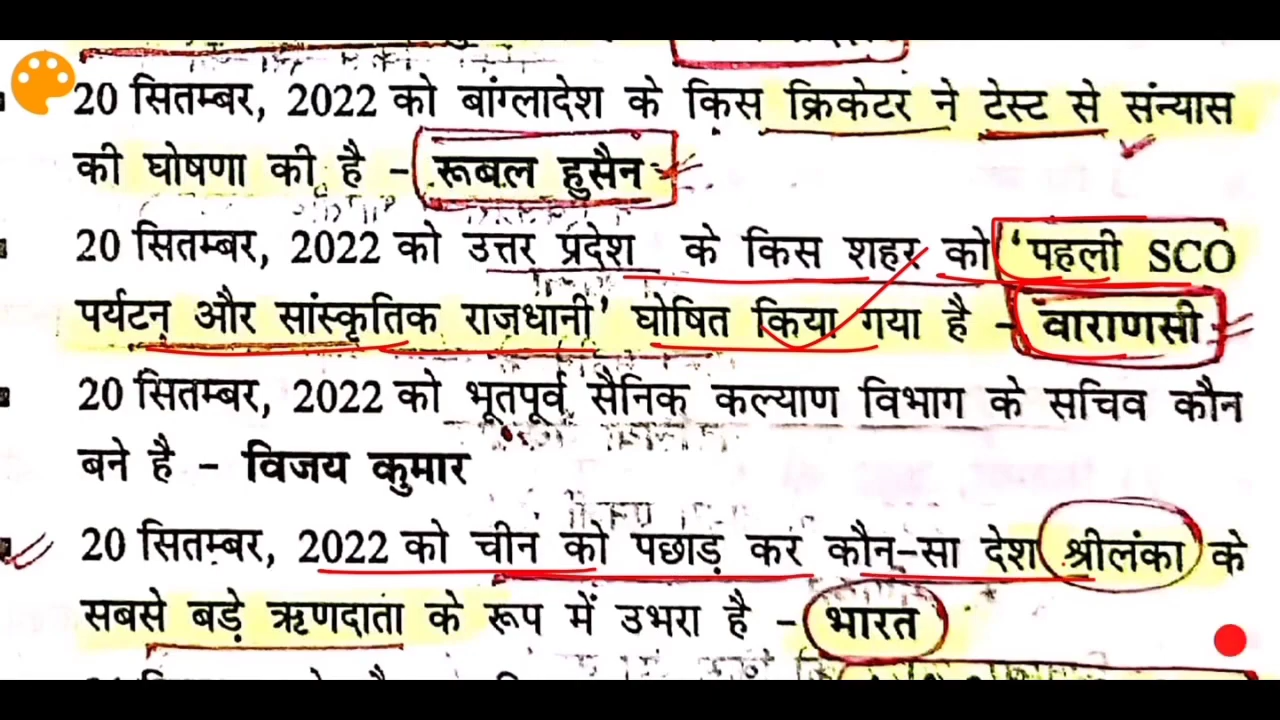 20 सितम्बर, 2022 को बांग्लादेश के किस क्रिकेटर ने टेस्ट से संन्यास
की घोषणा की है - रूबल हुसैन
20 सितम्बर, 2022 को उत्तर प्रदेश के किस शहर को 'पहली SCO
पर्यटन और सांस्कृतिक राजधानी' घोषित किया गया है - वाराणसी
20 सितम्बर, 2022 को भूतपूर्व सैनिक कल्याण विभाग के सचिव कौन
बने है - विजय कुमार
20 सितम्बर, 2022 को चीन को पछाड़ कर कौन-सा देश श्रीलंका के
सबसे बड़े ऋणदाता के रूप में उभरा है - भारत